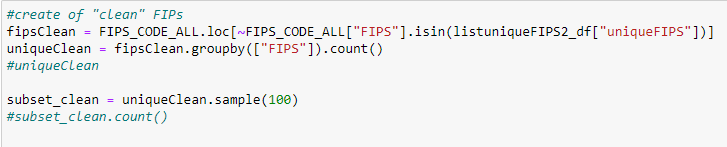 #create of "clean" FIPs
fipsClean = FIPS_CODE_ALL.loc[~FIPS_CODE_ALL["FIPS"].isin(listuniqueFIPS2_df["uniqueFIPS"])]
uniqueClean = fipsClean.groupby(["FIPS"]).count()
#uniqueClean
subset_clean = uniqueClean.sample(100)
#subset_clean.count()